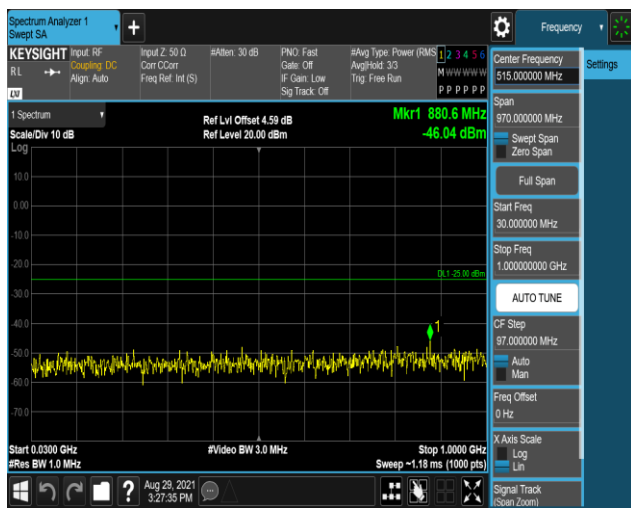 Spectrum Analyzer 1
Swept SA
Frequency
KEYSIGHT
RL
LXI
Input: RF
Coupling: DC
Align: Auto
Input Z: 50 Ω
Corr CCorr
Freq Ref: Int (S)
#Atten: 30 dB
PNO: Fast
Gate: Off
IF Gain: Low
Sig Track: Off
#Avg Type: Power (RMS
Avg|Hold: 3/3
Trig: Free Run
1 2 3 4 5 6
M W W W W W
P P P P P P
1 Spectrum
Scale/Div 10 dB
Log
Ref Lvl Offset 4.59 dB
Ref Level 20.00 dBm
Mkr1 880.6 MHz
-46.04 dBm
10.0
0.00
-10.0
-20.0
DL1 -25.00 dBm
-30.0
-40.0
1
-50.0
-60.0
-70.0
Start 0.0300 GHz
#Res BW 1.0 MHz
#Video BW 3.0 MHz
Stop 1.0000 GHz
Sweep ~1.18 ms (1000 pts)
?
Aug 29, 2021
3:27:35 PM
Center Frequency
515.000000 MHz
Settings
Span
970.000000 MHz
Swept Span
Zero Span
Full Span
Start Freq
30.000000 MHz
Stop Freq
1.000000000 GHz
AUTO TUNE
CF Step
97.000000 MHz
Auto
Man
Freq Offset
0 Hz
X Axis Scale
Log
Lin
Signal Track
(Span Zoom)